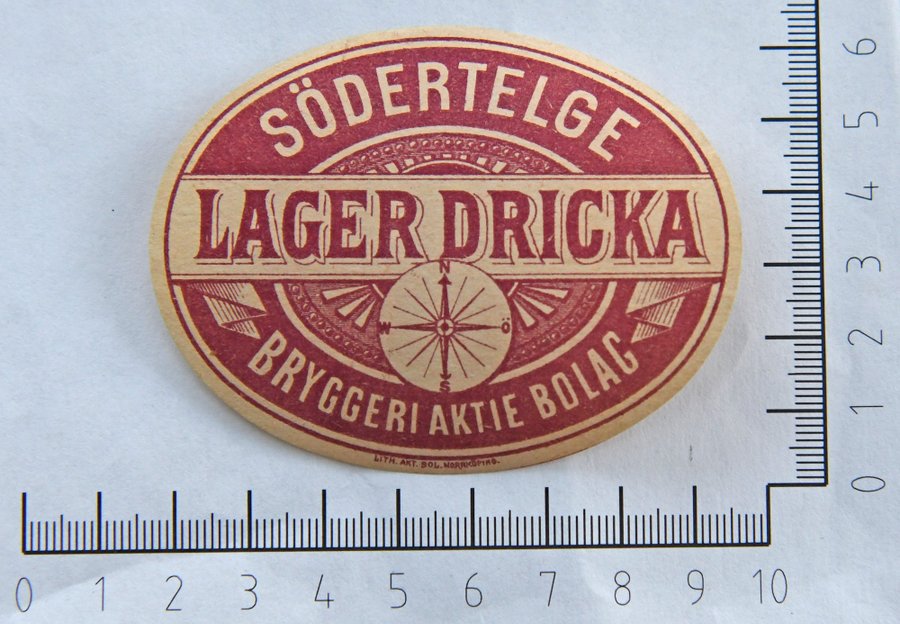 SÖDERTELGE
LAGER DRICKA
N
W Ö
S
BRYGGERI AKTIE BOLAG
LITH. AKT. BOL. NORRKÖPING.
0 1 2 3 4 5 6 7 8 9 10
6
5
4
3
2
1
0